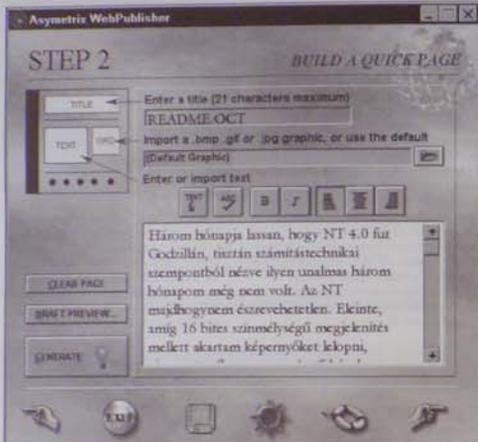 Asymetrix WebPublisher
STEP 2
BUILD A QUICK PAGE
TITLE
TEXT
Enter a title (21 characters maximum)
README.OCT
Import a .bmp .gif or .jpg graphic, or use the default
(Default Graphic)
Enter or import text
TEXT
ABC
B
I
Három hónapja lassan, hogy NT 4.0 fut
Godzillán, tisztán számítástechnikai
szempontból nézve ilyen unalmas három
hónapom még nem volt. Az NT
majdhogynem észrevehetetlen. Eleinte,
amíg 16 bites színmélységű megjelenítés
mellett akartam képernyőket lelopni,
CLEAR PAGE
DRAFT PREVIEW...
GENERATE
EXIT